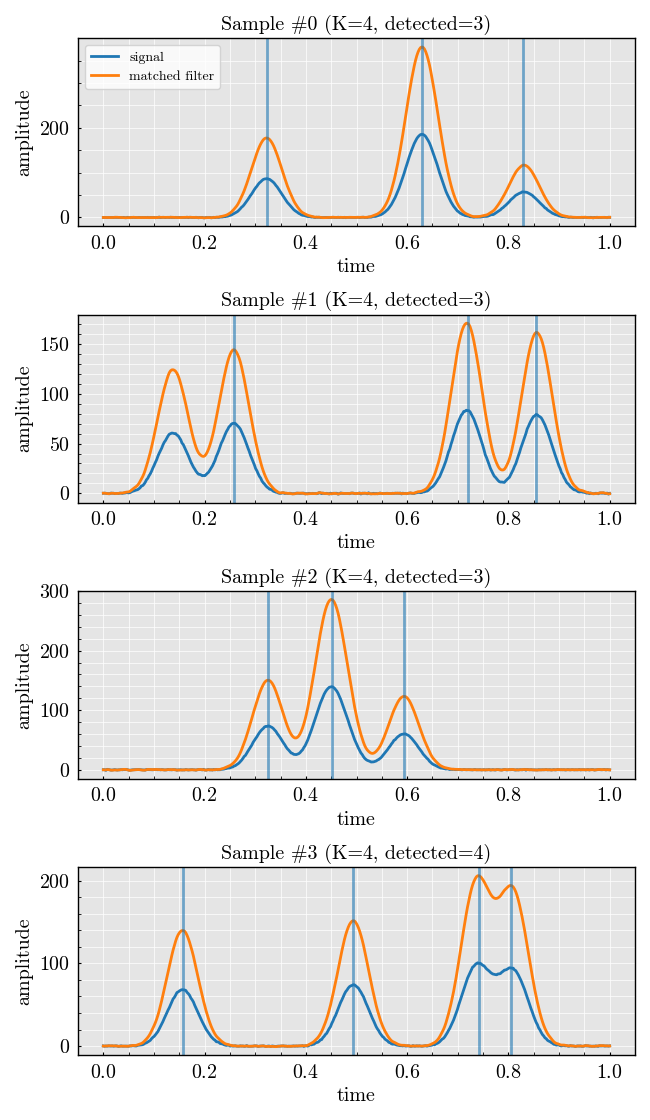 Sample #0 (K=4, detected=3)
signal
matched filter
200
0
amplitude
0.0 0.2 0.4 0.6 0.8 1.0
time
Sample #1 (K=4, detected=3)
150
100
50
0
amplitude
0.0 0.2 0.4 0.6 0.8 1.0
time
Sample #2 (K=4, detected=3)
300
200
100
0
amplitude
0.0 0.2 0.4 0.6 0.8 1.0
time
Sample #3 (K=4, detected=4)
200
100
0
amplitude
0.0 0.2 0.4 0.6 0.8 1.0
time